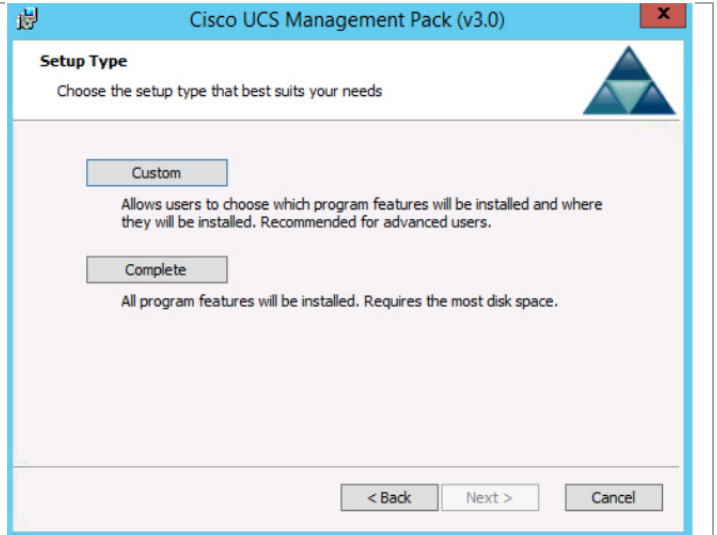 Cisco UCS Management Pack (v3.0)
x
Setup Type
Choose the setup type that best suits your needs
Custom
Allows users to choose which program features will be installed and where
they will be installed. Recommended for advanced users.
Complete
All program features will be installed. Requires the most disk space.
< Back
Next >
Cancel